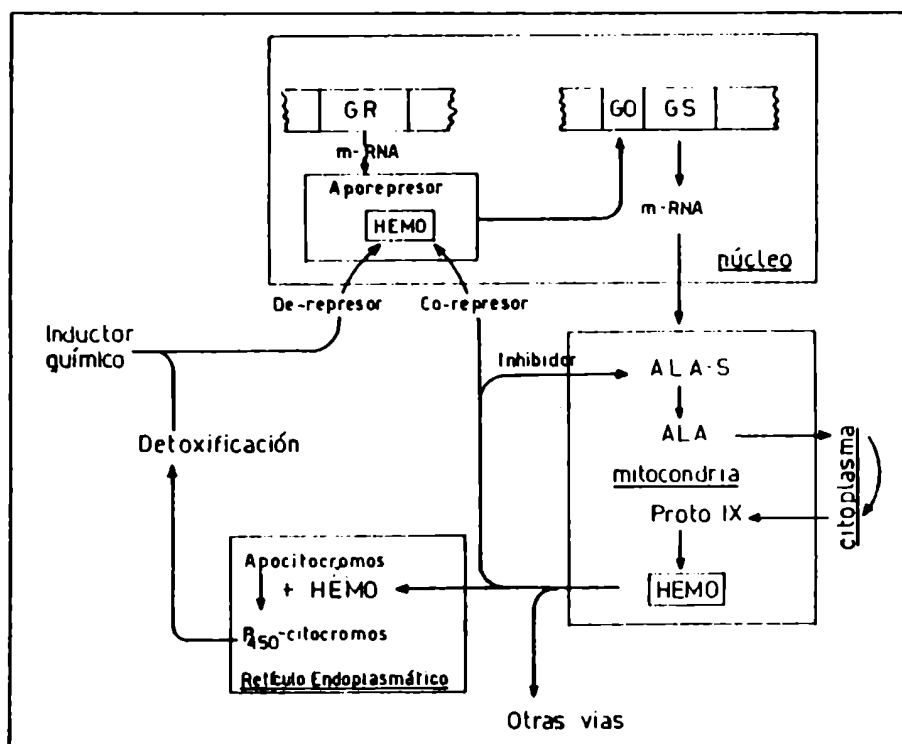 GR
GO GS
m-RNA
Aporepresor
HEMO
m-RNA
núcleo
De-represor
Co-represor
Inductor
químico
Inhibidor
ALA-S
ALA
mitocondria
citoplasma
Proto IX
HEMO
Detoxificación
Apocitocromos
+ HEMO
P450-citocromos
Retículo Endoplasmático
Otras vias